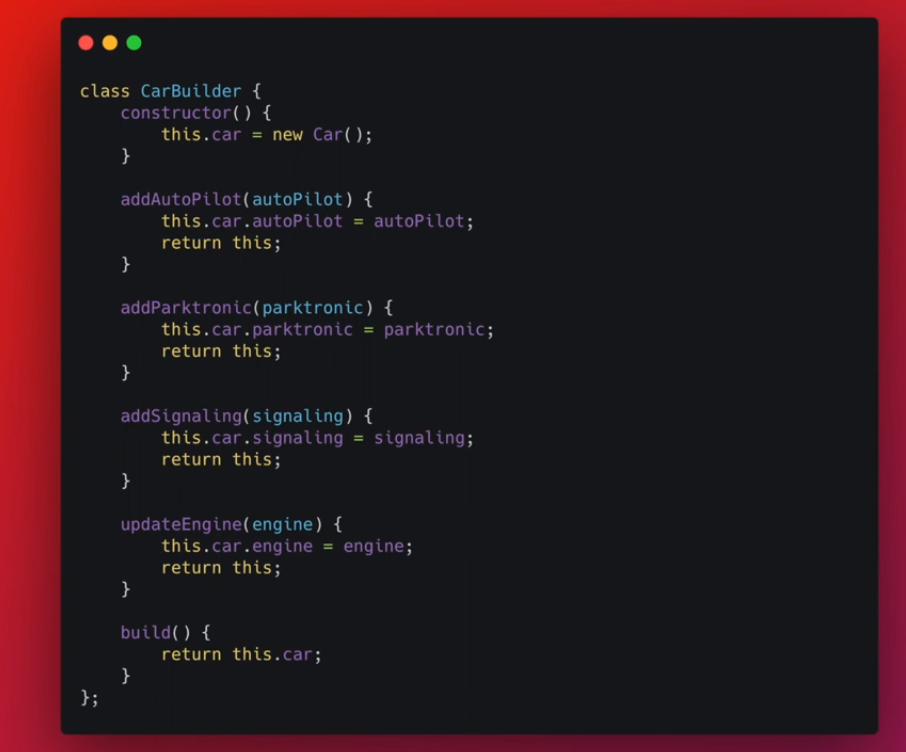 class CarBuilder {
    constructor() {
        this.car = new Car();
    }

    addAutoPilot(autoPilot) {
        this.car.autoPilot = autoPilot;
        return this;
    }

    addParktronic(parktronic) {
        this.car.parktronic = parktronic;
        return this;
    }

    addSignaling(signaling) {
        this.car.signaling = signaling;
        return this;
    }

    updateEngine(engine) {
        this.car.engine = engine;
        return this;
    }

    build() {
        return this.car;
    }
};